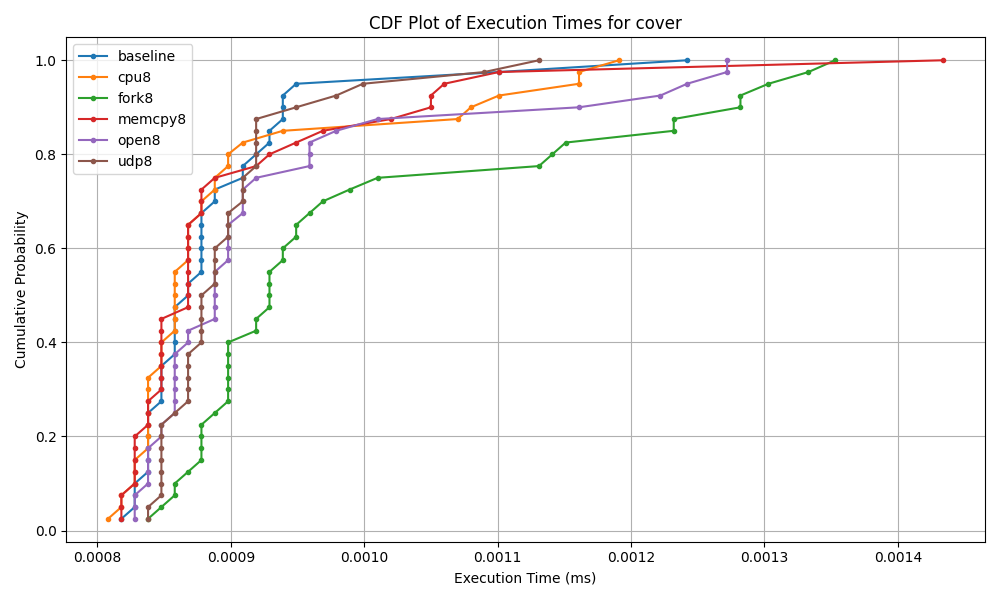 CDF Plot of Execution Times for cover
1.0
0.8
0.6
0.4
0.2
0.0
Cumulative Probability
baseline
cpu8
fork8
memcpy8
open8
udp8
0.0008 0.0009 0.0010 0.0011 0.0012 0.0013 0.0014
Execution Time (ms)